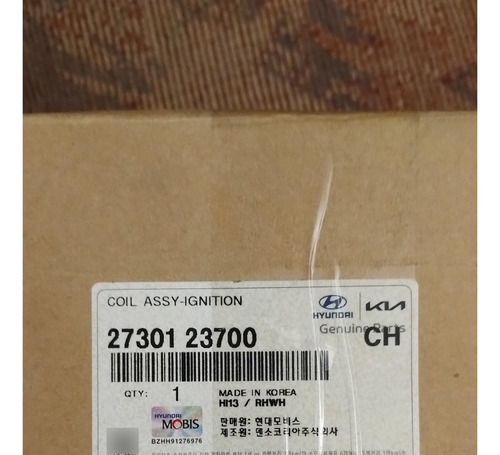 COIL ASSY-IGNITION
HYUNDAI KIA
Genuine Parts
27301 23700 CH
QTY: 1 MADE IN KOREA
HI13 / RHWH
HYUNDAI
MOBIS
판매원: 현대모비스
제조원: 덴소코리아주식회사
BZHH91276976